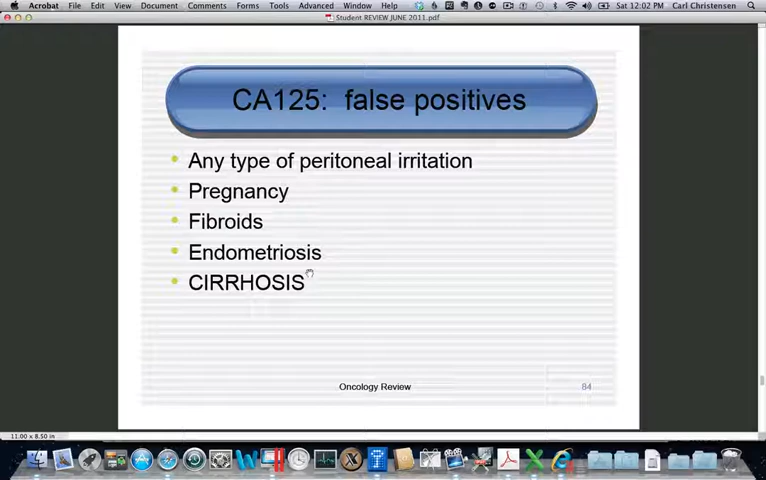 Acrobat File Edit View Document Comments Forms Tools Advanced Window Help Sat 12:02 PM Carl Christensen
Student REVIEW JUNE 2011.pdf
CA125: false positives
Any type of peritoneal irritation
Pregnancy
Fibroids
Endometriosis
CIRRHOSIS
Oncology Review 84
11.00 x 8.50 in